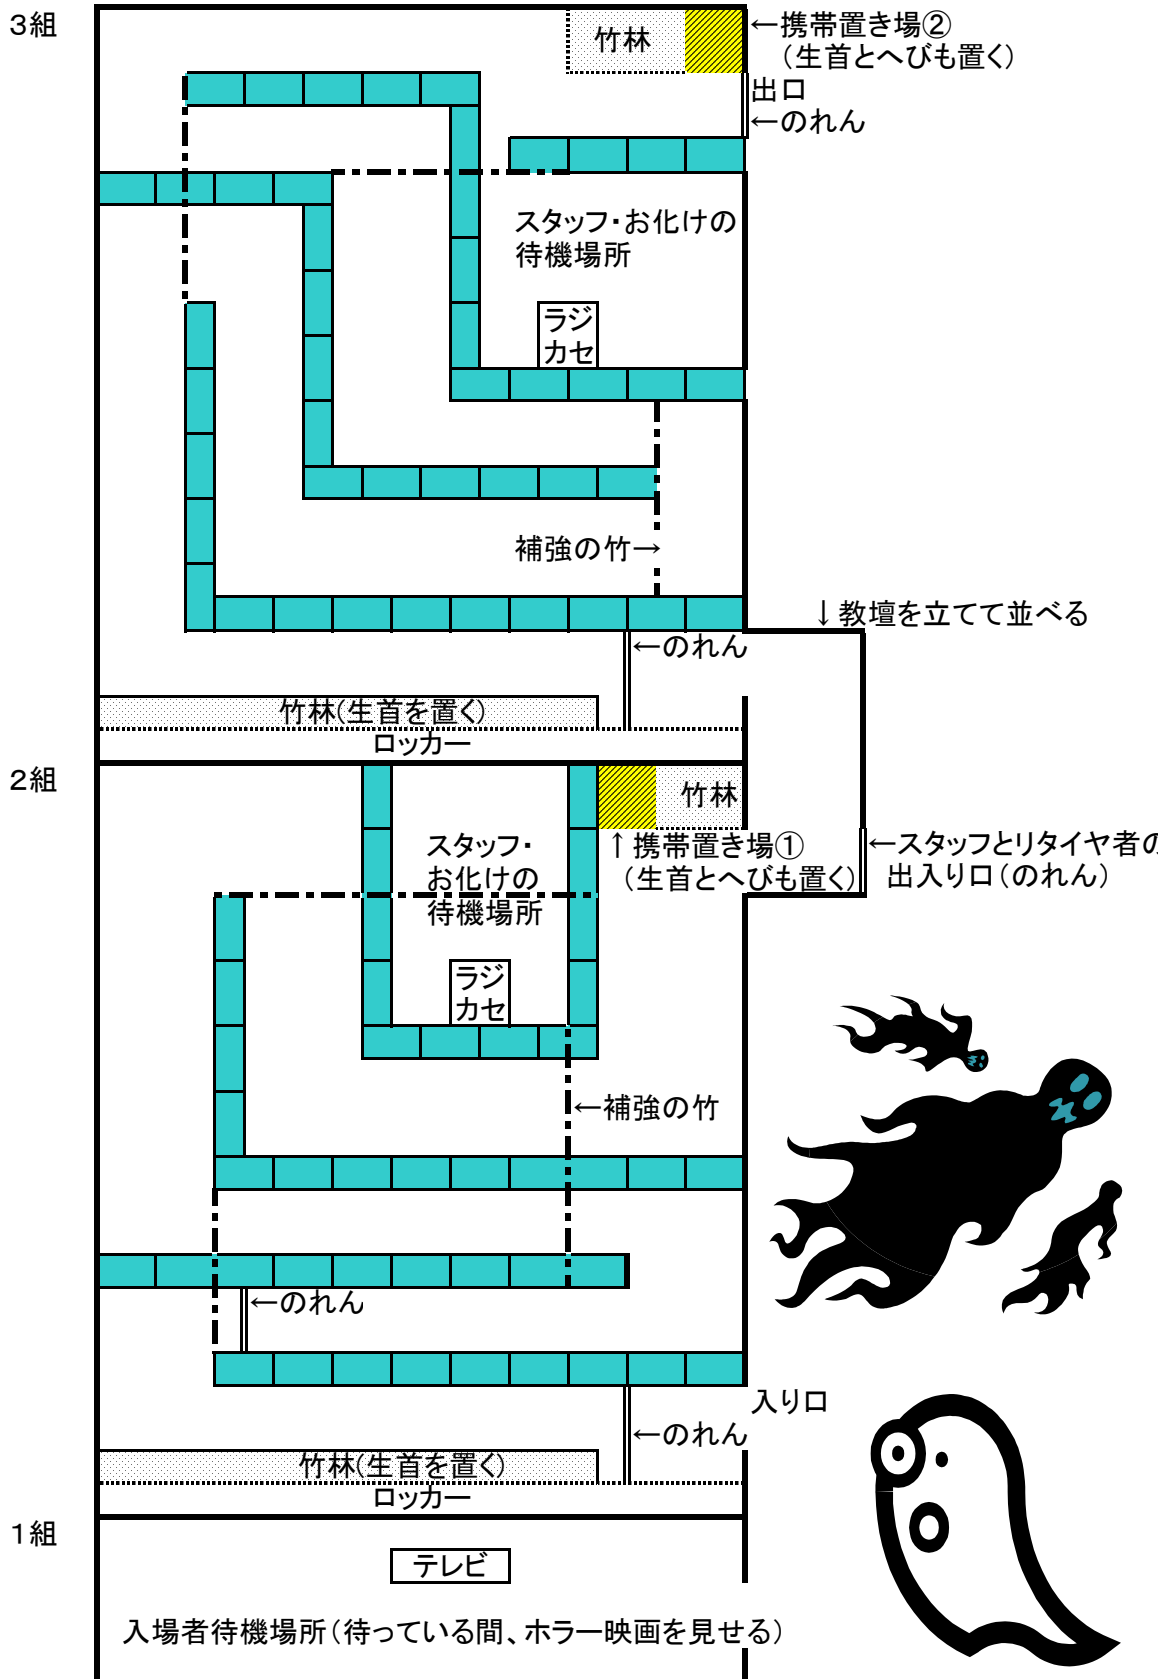 3組
竹林
←携帯置き場②
(生首とへびも置く)
出口
←のれん
スタッフ・お化けの
待機場所
ラジ
カセ
補強の竹→
↓教壇を立てて並べる
←のれん
竹林(生首を置く)
ロッカー
2組
竹林
スタッフ・
お化けの
待機場所
↑携帯置き場①
(生首とへびも置く)
←スタッフとリタイヤ者の
出入り口(のれん)
ラジ
カセ
←補強の竹
←のれん
入り口
←のれん
竹林(生首を置く)
ロッカー
1組
テレビ
入場者待機場所(待っている間、ホラー映画を見せる)